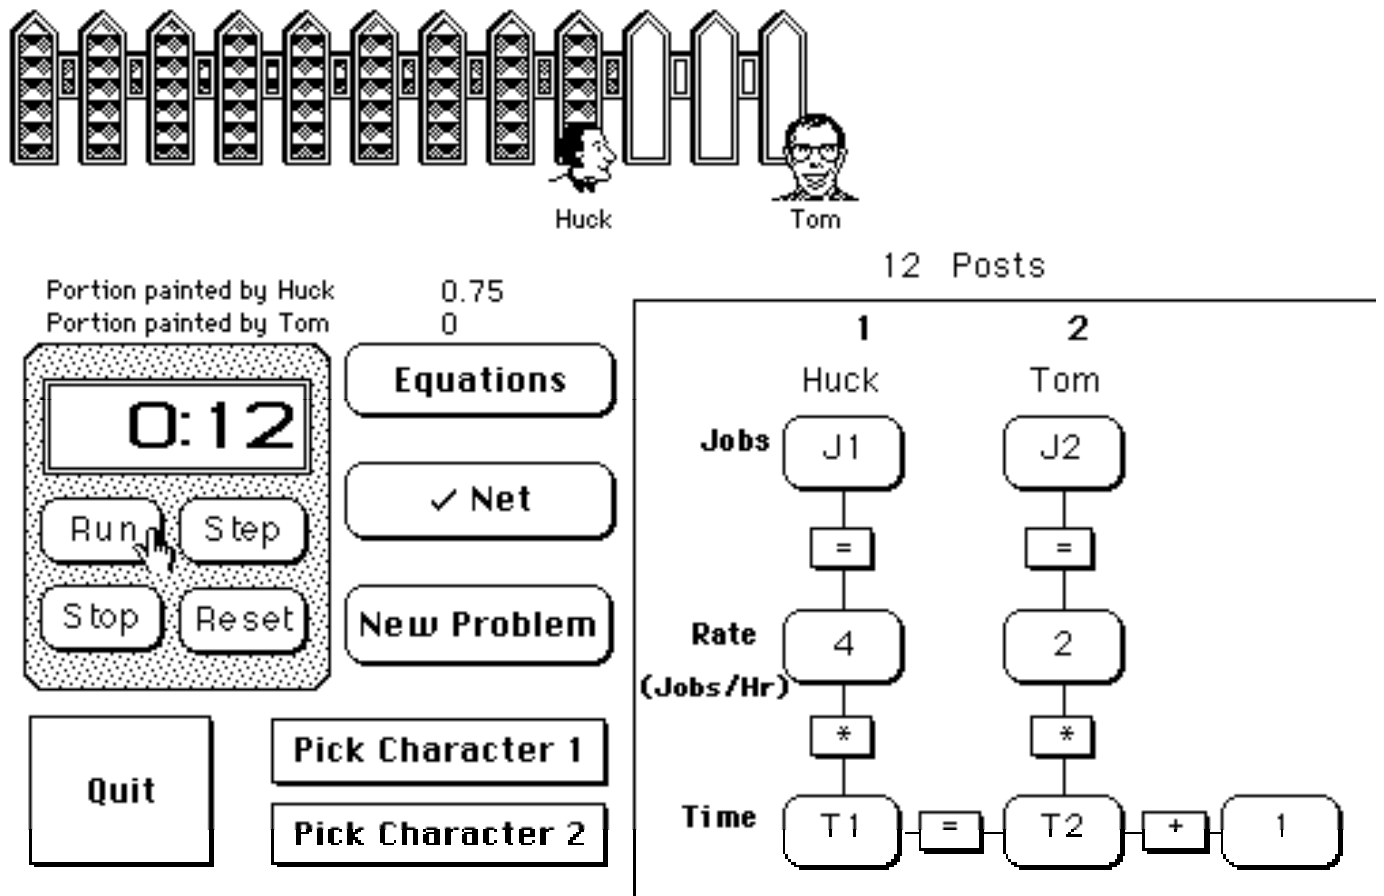 Huck
Tom
12 Posts
Portion painted by Huck 0.75
Portion painted by Tom 0
0:12
Run
Step
Stop
Reset
Equations
✓ Net
New Problem
Quit
Pick Character 1
Pick Character 2
1 2
Huck Tom
Jobs J1 J2
= =
Rate 4 2
(Jobs/Hr)
* *
Time T1 = T2 + 1